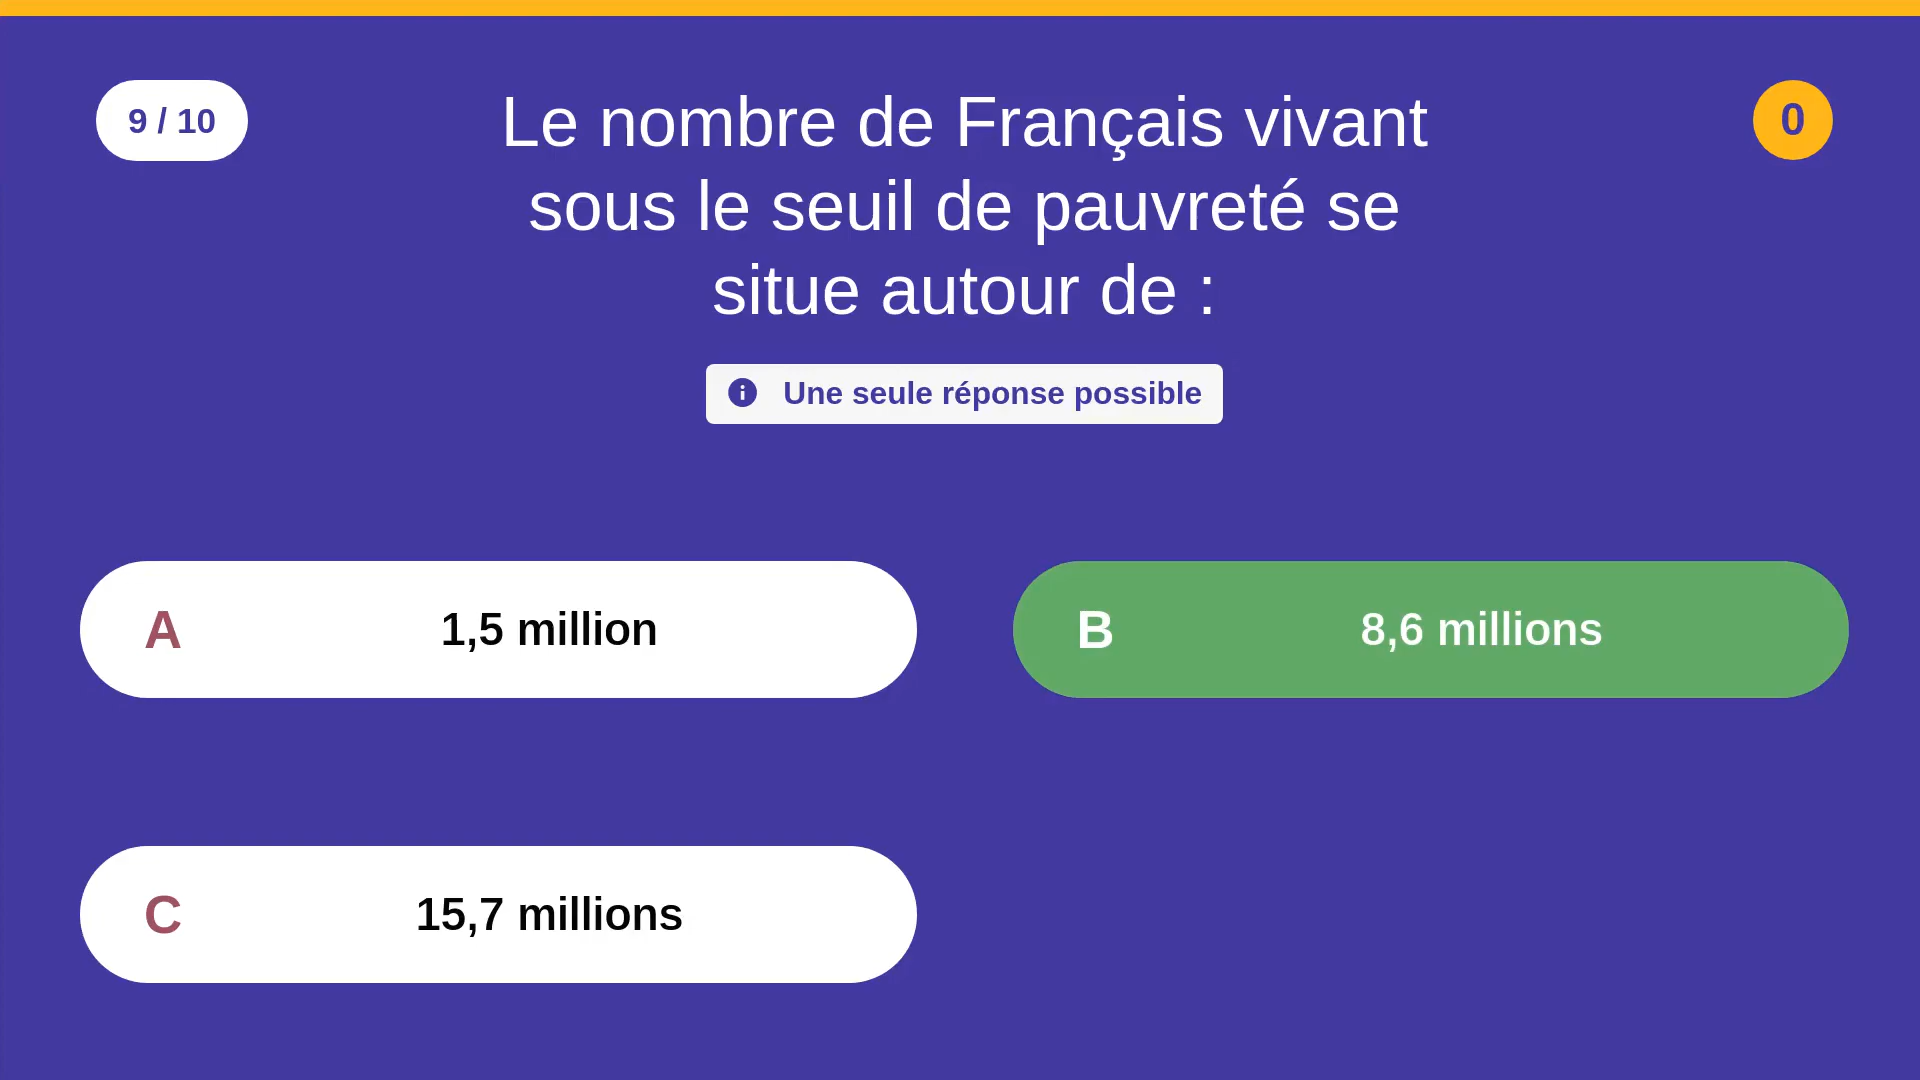 9 / 10
Le nombre de Français vivant
sous le seuil de pauvreté se
situe autour de :
0
Une seule réponse possible
A
1,5 million
B
8,6 millions
C
15,7 millions